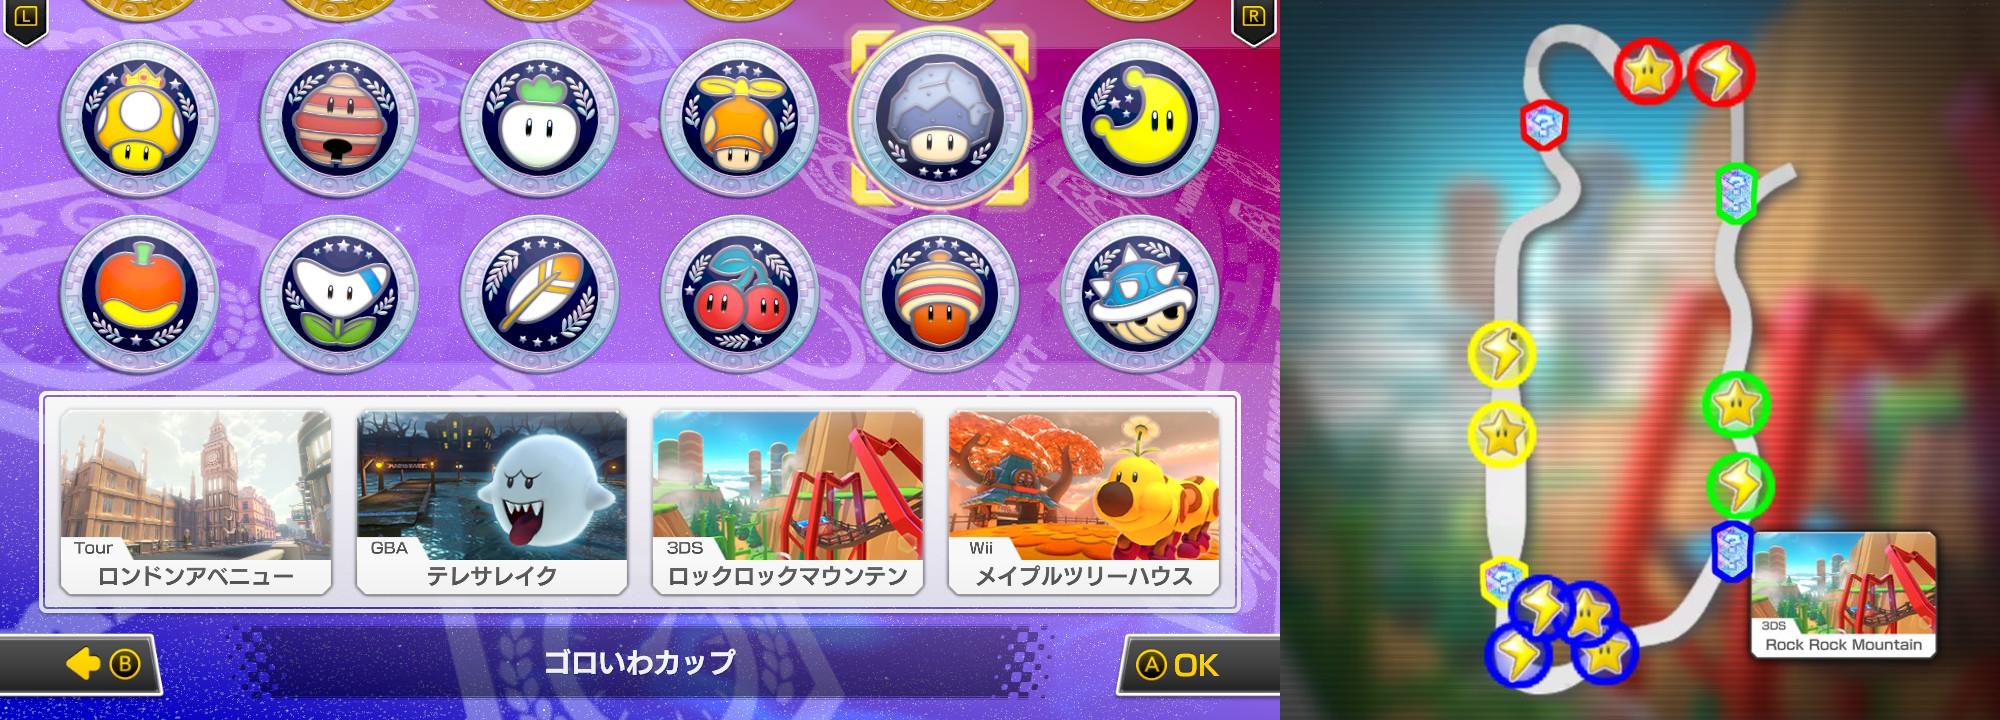 L
R
Tour
ロンドンアベニュー
GBA
テレサレイク
3DS
ロックロックマウンテン
Wii
メイプルツリーハウス
B
ゴロいわカップ
A OK
3DS
Rock Rock Mountain